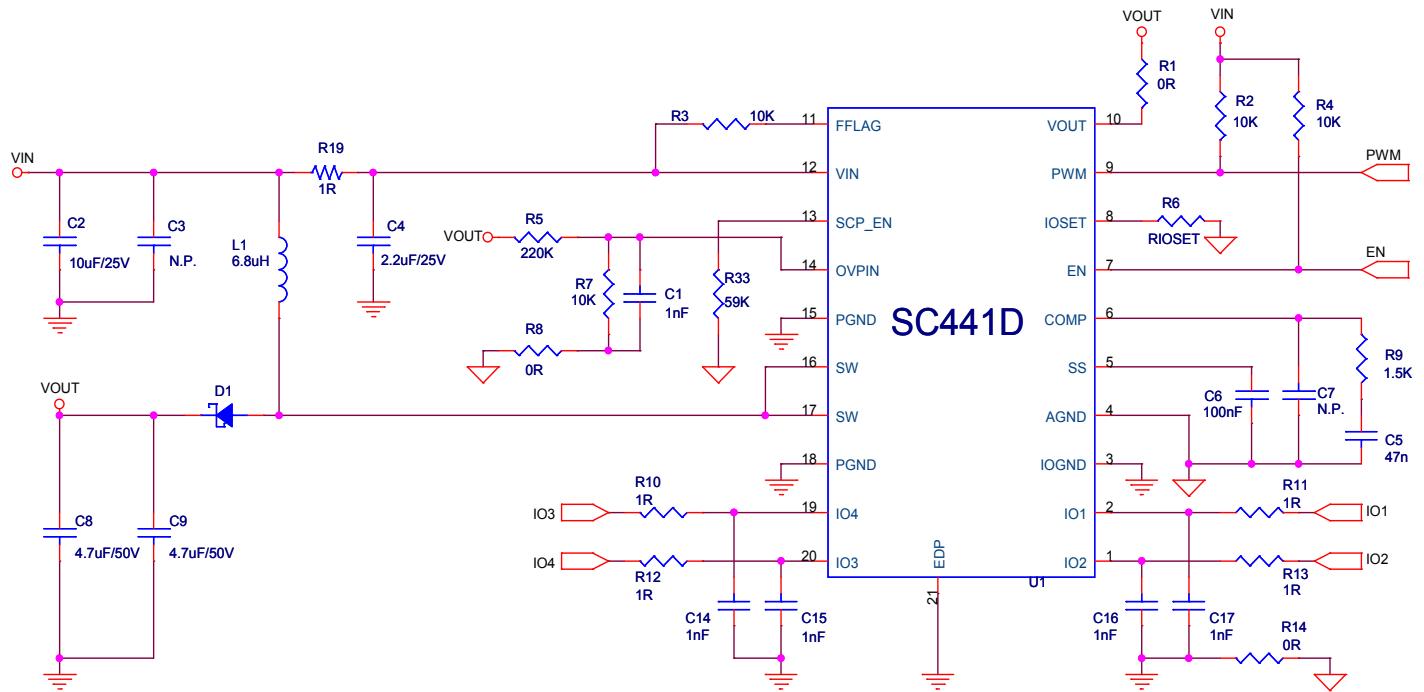 VOUT
VIN
R1
0R
R2
10K
R4
10K
R3
10K
11
FFLAG
VOUT
10
VIN
R19
1R
12
VIN
PWM
9
PWM
C2
10uF/25V
C3
N.P.
L1
6.8uH
C4
2.2uF/25V
VOUT
R5
220K
13
SCP_EN
IOSET
8
R6
RIOSET
R7
10K
C1
1nF
R33
59K
14
OVPIN
EN
7
EN
R8
0R
15
PGND
SC441D
COMP
6
R9
1.5K
16
SW
SS
5
C6
100nF
C7
N.P.
VOUT
D1
17
SW
AGND
4
C5
47n
18
PGND
IOGND
3
C8
4.7uF/50V
C9
4.7uF/50V
IO3
R10
1R
19
IO4
IO1
2
R11
1R
IO1
IO4
R12
1R
20
IO3
EDP
21
U1
IO2
1
R13
1R
IO2
C14
1nF
C15
1nF
C16
1nF
C17
1nF
R14
0R